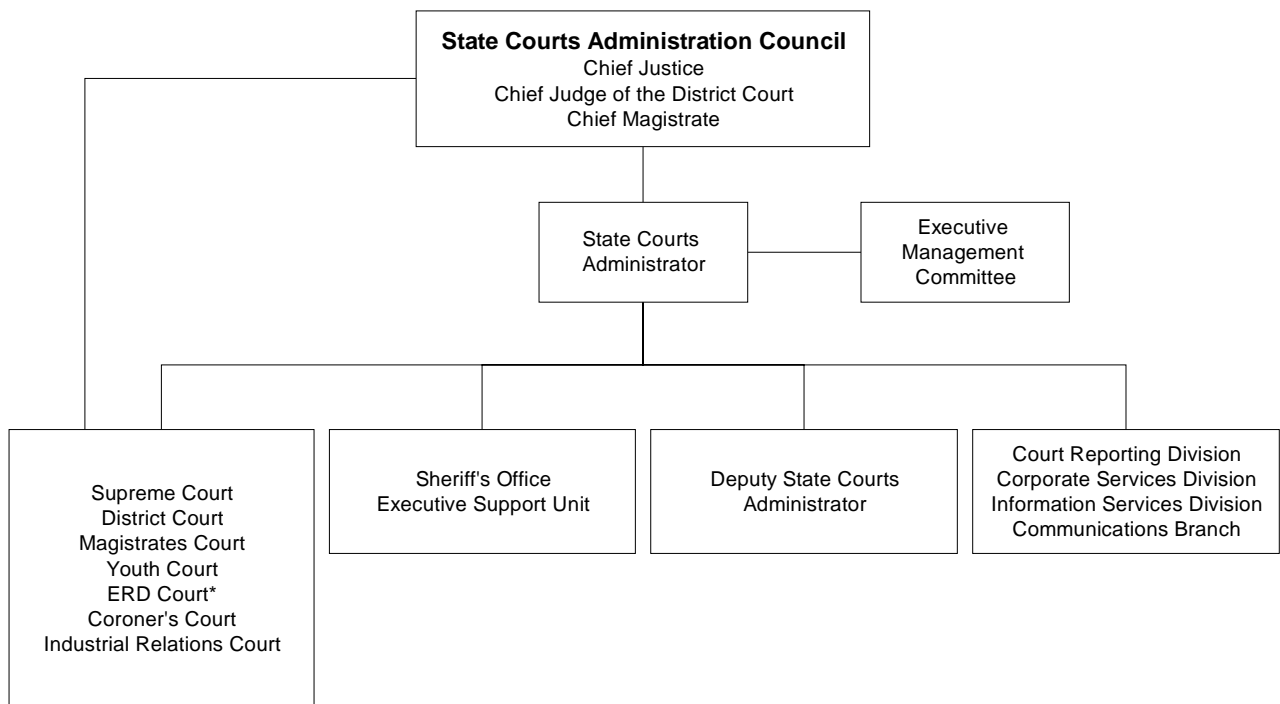 State Courts Administration Council
Chief Justice
Chief Judge of the District Court
Chief Magistrate
State Courts
Administrator
Executive
Management
Committee
Supreme Court
District Court
Magistrates Court
Youth Court
ERD Court*
Coroner's Court
Industrial Relations Court
Sheriff's Office
Executive Support Unit
Deputy State Courts
Administrator
Court Reporting Division
Corporate Services Division
Information Services Division
Communications Branch